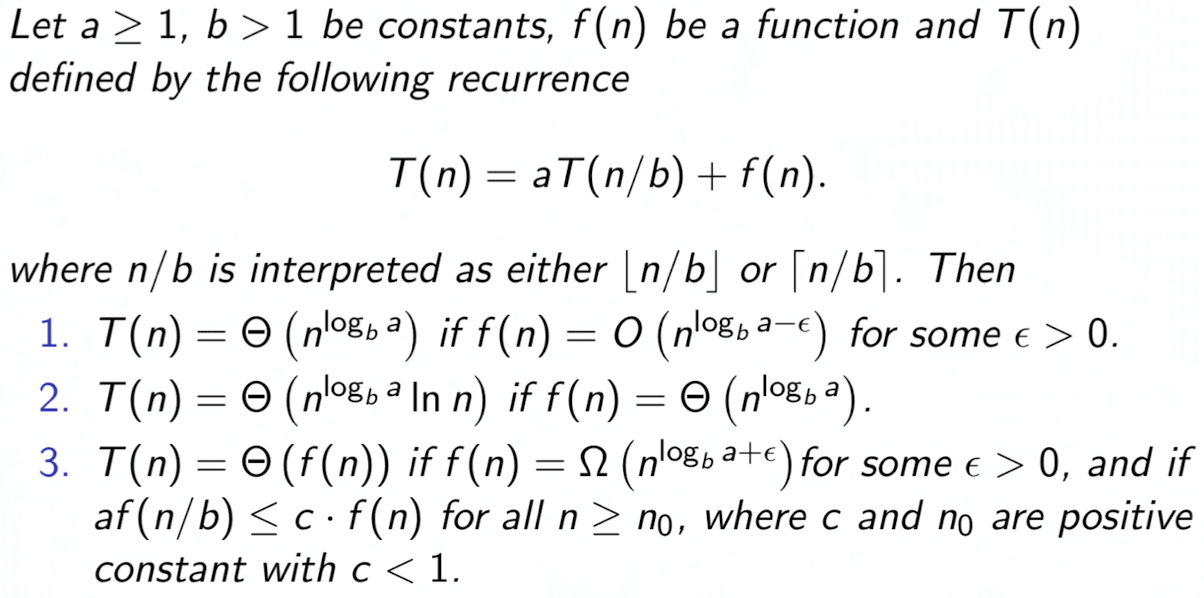 Let a ≥ 1, b > 1 be constants, f(n) be a function and T(n)
defined by the following recurrence
T(n) = aT(n/b) + f(n).
where n/b is interpreted as either ⌊n/b⌋ or ⌈n/b⌉. Then
1. T(n) = Θ (n^{log_b a}) if f(n) = O (n^{log_b a−ϵ}) for some ϵ > 0.
2. T(n) = Θ (n^{log_b a} ln n) if f(n) = Θ (n^{log_b a}).
3. T(n) = Θ (f(n)) if f(n) = Ω (n^{log_b a+ϵ}) for some ϵ > 0, and if
af(n/b) ≤ c · f(n) for all n ≥ n_0, where c and n_0 are positive
constant with c < 1.